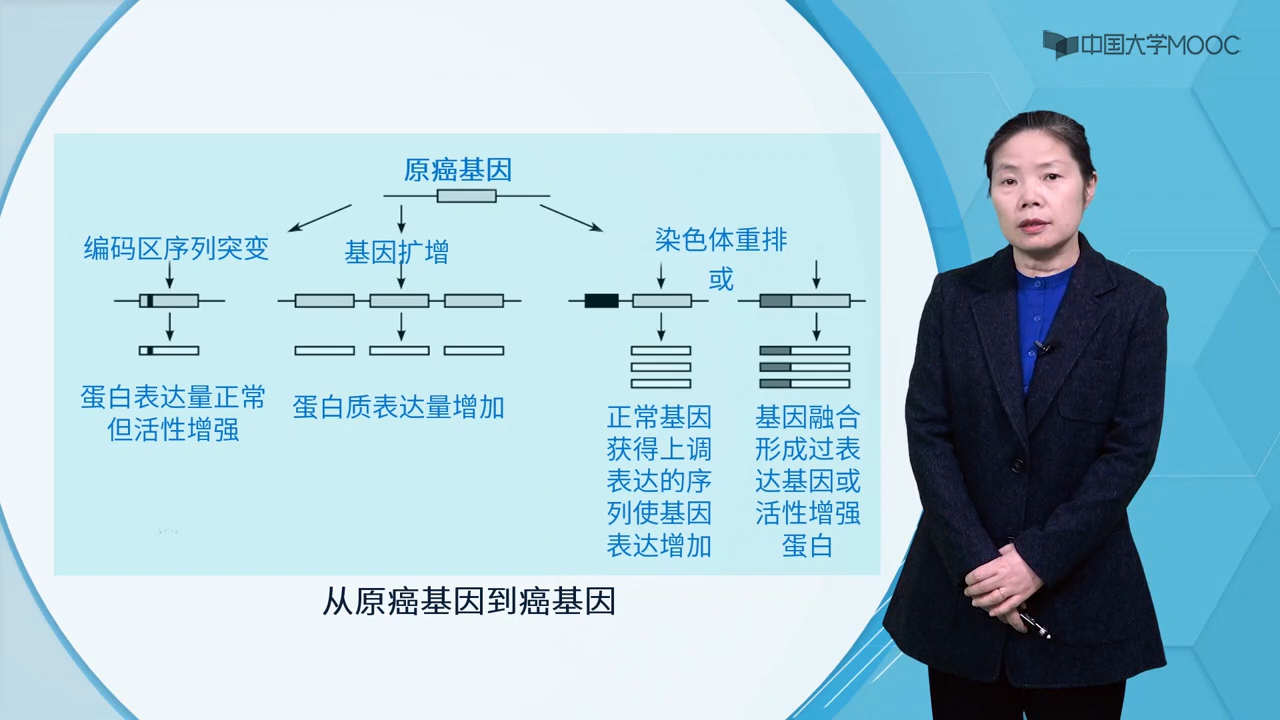 中国大学MOOC
原癌基因
编码区序列突变
基因扩增
染色体重排
或
蛋白表达量正常
但活性增强
蛋白质表达量增加
正常基因
获得上调
表达的序
列使基因
表达增加
基因融合
形成过表
达基因或
活性增强
蛋白
从原癌基因到癌基因